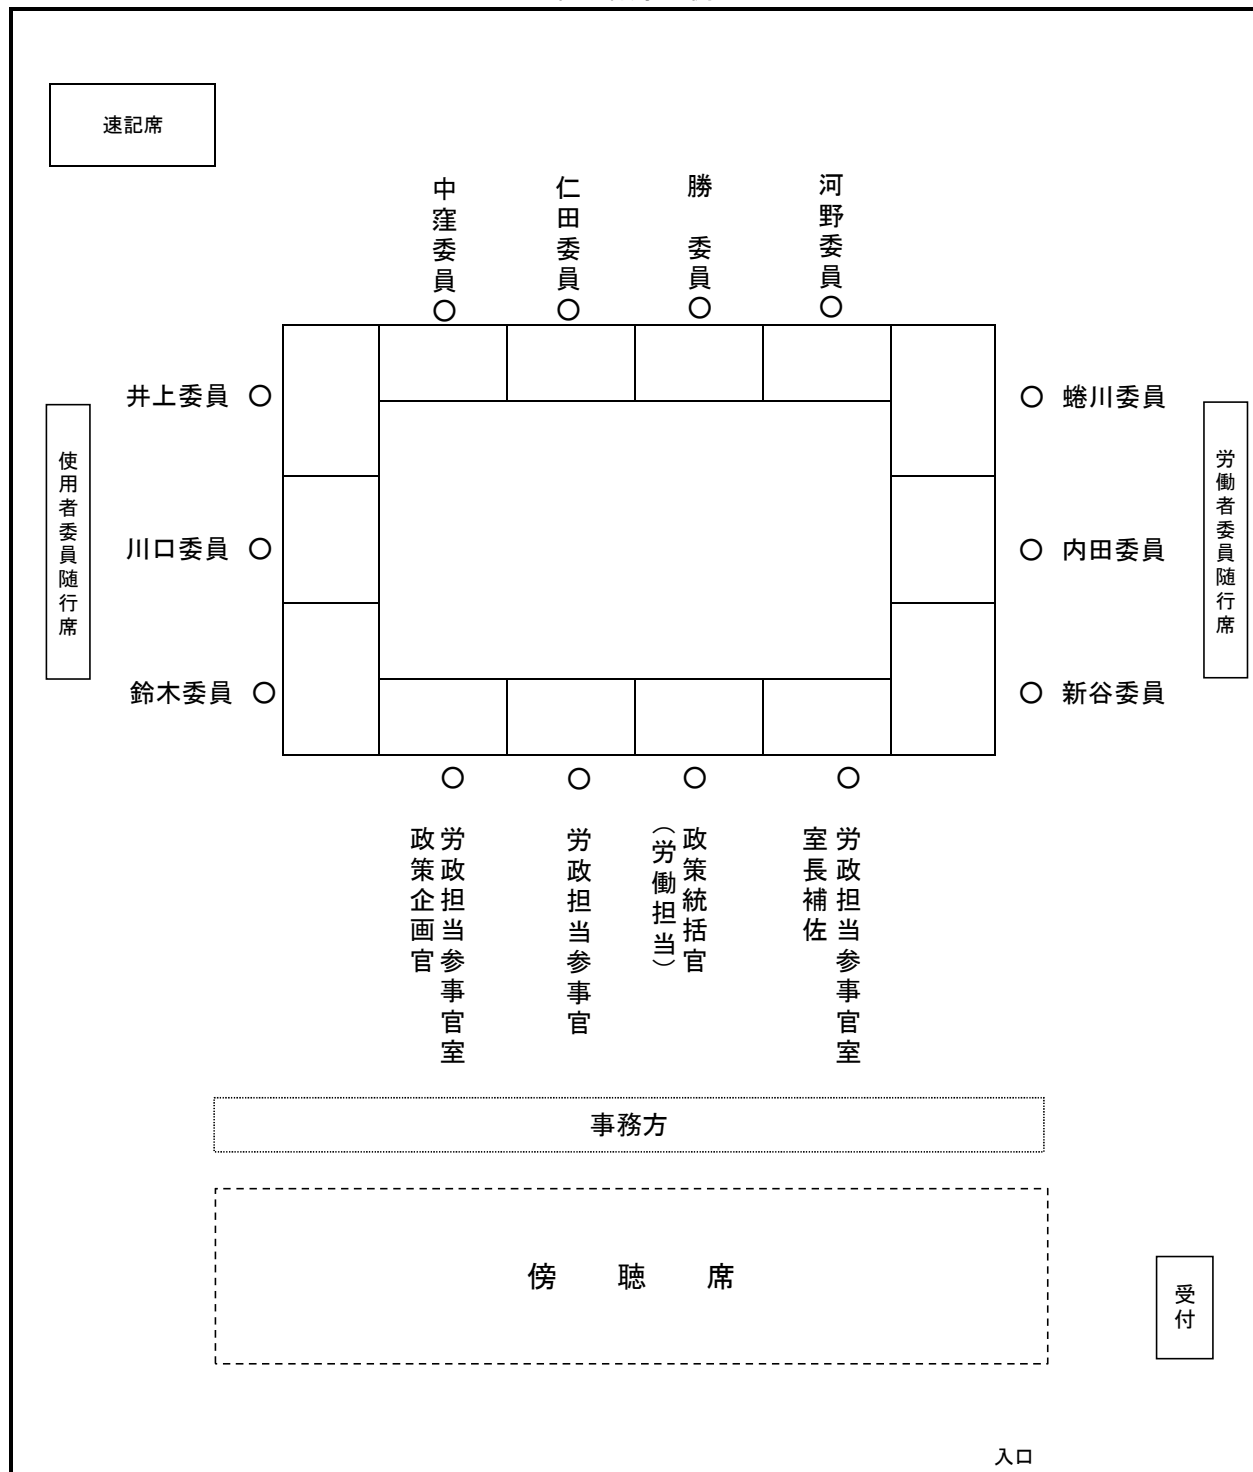 速記席
中窪委員
仁田委員
勝　委員
河野委員
井上委員
蜷川委員
使用者委員随行席
労働者委員随行席
川口委員
内田委員
鈴木委員
新谷委員
労政担当参事官室
政策企画官
労政担当参事官
政策統括官
（労働担当）
労政担当参事官室
室長補佐
事務方
傍　聴　席
受付
入口